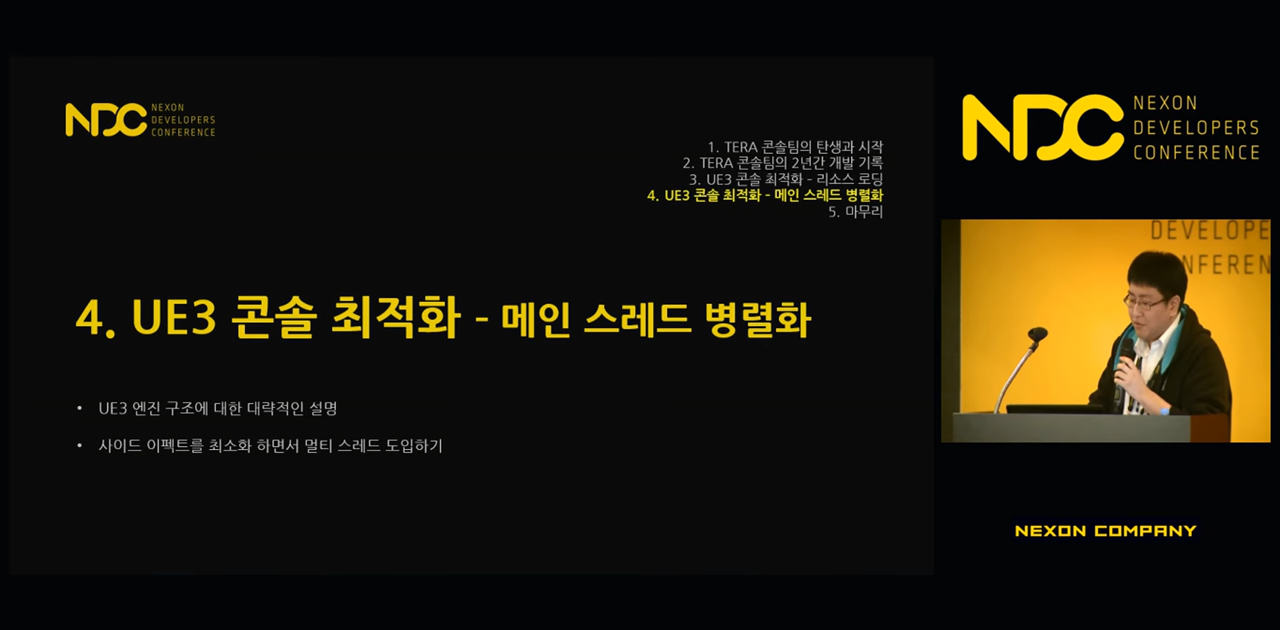 NDC NEXON
DEVELOPERS
CONFERENCE
1. TERA 콘솔팀의 탄생과 시작
2. TERA 콘솔팀의 2년간 개발 기록
3. UE3 콘솔 최적화 - 리소스 로딩
4. UE3 콘솔 최적화 - 메인 스레드 병렬화
5. 마무리
4. UE3 콘솔 최적화 - 메인 스레드 병렬화
• UE3 엔진 구조에 대한 대략적인 설명
• 사이드 이펙트를 최소화 하면서 멀티 스레드 도입하기
NDC NEXON
DEVELOPERS
CONFERENCE
DEVELOPE
NFEREN
NEXON COMPANY